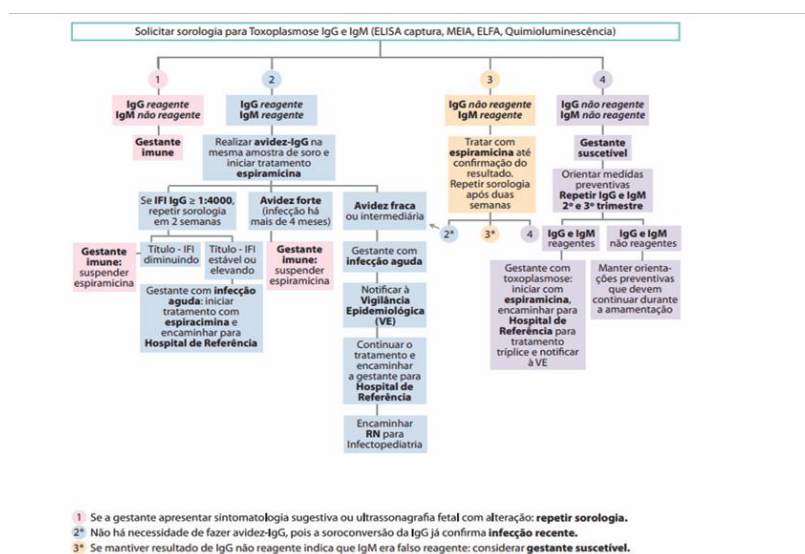 Solicitar sorologia para Toxoplasmose IgG e IgM (ELISA captura, MEIA, ELFA, Quimioluminescência)
1
IgG reagente
IgM não reagente
Gestante
imune
2
IgG reagente
IgM reagente
Realizar avidez-IgG na
mesma amostra de soro e
iniciar tratamento
espiramicina
Se IFI IgG ≥ 1:4000,
repetir sorologia
em 2 semanas
Título - IFI
diminuindo
Gestante
imune:
suspender
espiramicina
Título - IFI
estável ou
elevando
Gestante com infecção
aguda: iniciar
tratamento com
espiracimina e
encaminhar para
Hospital de Referência
Avidez forte
(infecção há
mais de 4 meses)
Gestante
imune:
suspender
espiramicina
Avidez fraca
ou intermediária
Gestante com
infecção aguda
Notificar à
Vigilância
Epidemiológica
(VE)
Continuar o
tratamento e
encaminhar
a gestante para
Hospital de
Referência
Encaminhar
RN para
Infectopediatria
3
IgG não reagente
IgM reagente
Tratar com
espiramicina até
confirmação do
resultado.
Repetir sorologia
após duas
semanas
2* 3* 4
4
IgG não reagente
IgM não reagente
Gestante
suscetível
Orientar medidas
preventivas
Repetir IgG e IgM
2º e 3º trimestre
IgG e IgM
reagentes
Gestante com
toxoplasmose:
iniciar com
espiramicina,
encaminhar para
Hospital de
Referência para
tratamento
tríplice e notificar
à VE
IgG e IgM
não reagentes
Manter orienta-
ções preventivas
que devem
continuar durante
a amamentação
1 Se a gestante apresentar sintomatologia sugestiva ou ultrassonagrafia fetal com alteração: repetir sorologia.
2* Não há necessidade de fazer avidez-IgG, pois a soroconversão da IgG já confirma infecção recente.
3* Se mantiver resultado de IgG não reagente indica que IgM era falso reagente: considerar gestante suscetível.